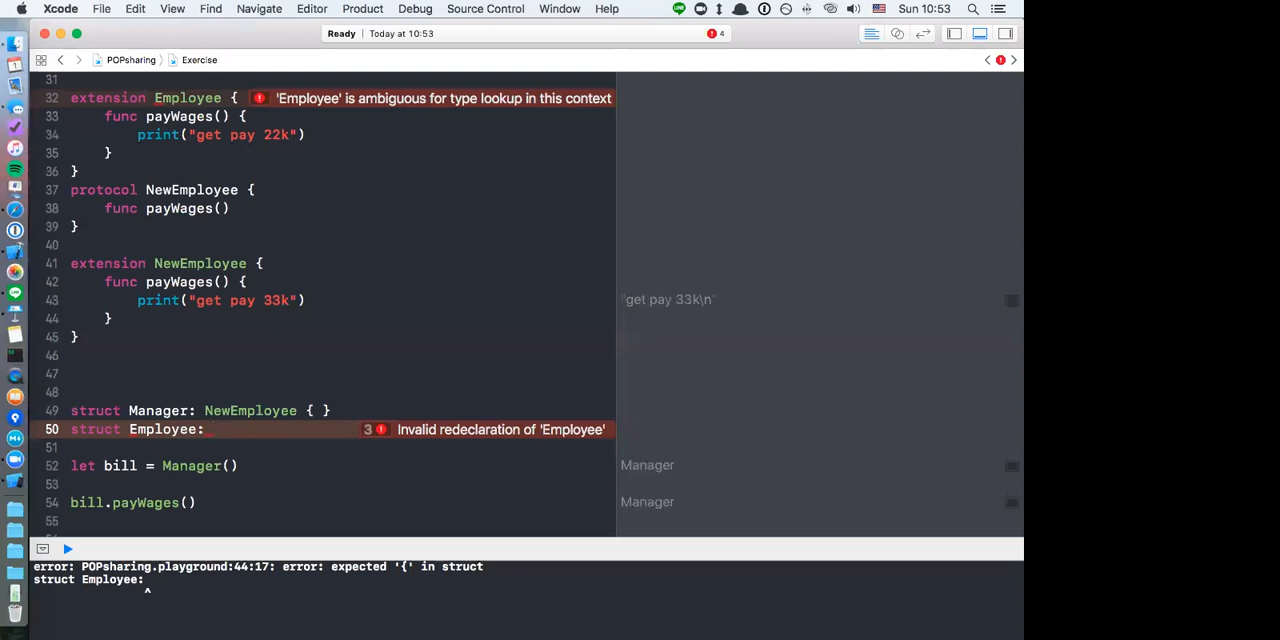 Xcode File Edit View Find Navigate Editor Product Debug Source Control Window Help Sun 10:53
Ready | Today at 10:53 4
POPsharing Exercise
31
32 extension Employee { 'Employee' is ambiguous for type lookup in this context
33 func payWages() {
34 print("get pay 22k")
35 }
36 }
37 protocol NewEmployee {
38 func payWages()
39 }
40
41 extension NewEmployee {
42 func payWages() {
43 print("get pay 33k") "get pay 33k\n"
44 }
45 }
46
47
48
49 struct Manager: NewEmployee { }
50 struct Employee: 3 Invalid redeclaration of 'Employee'
51
52 let bill = Manager() Manager
53
54 bill.payWages() Manager
55
error: POPsharing.playground:44:17: error: expected '{' in struct
struct Employee:
^